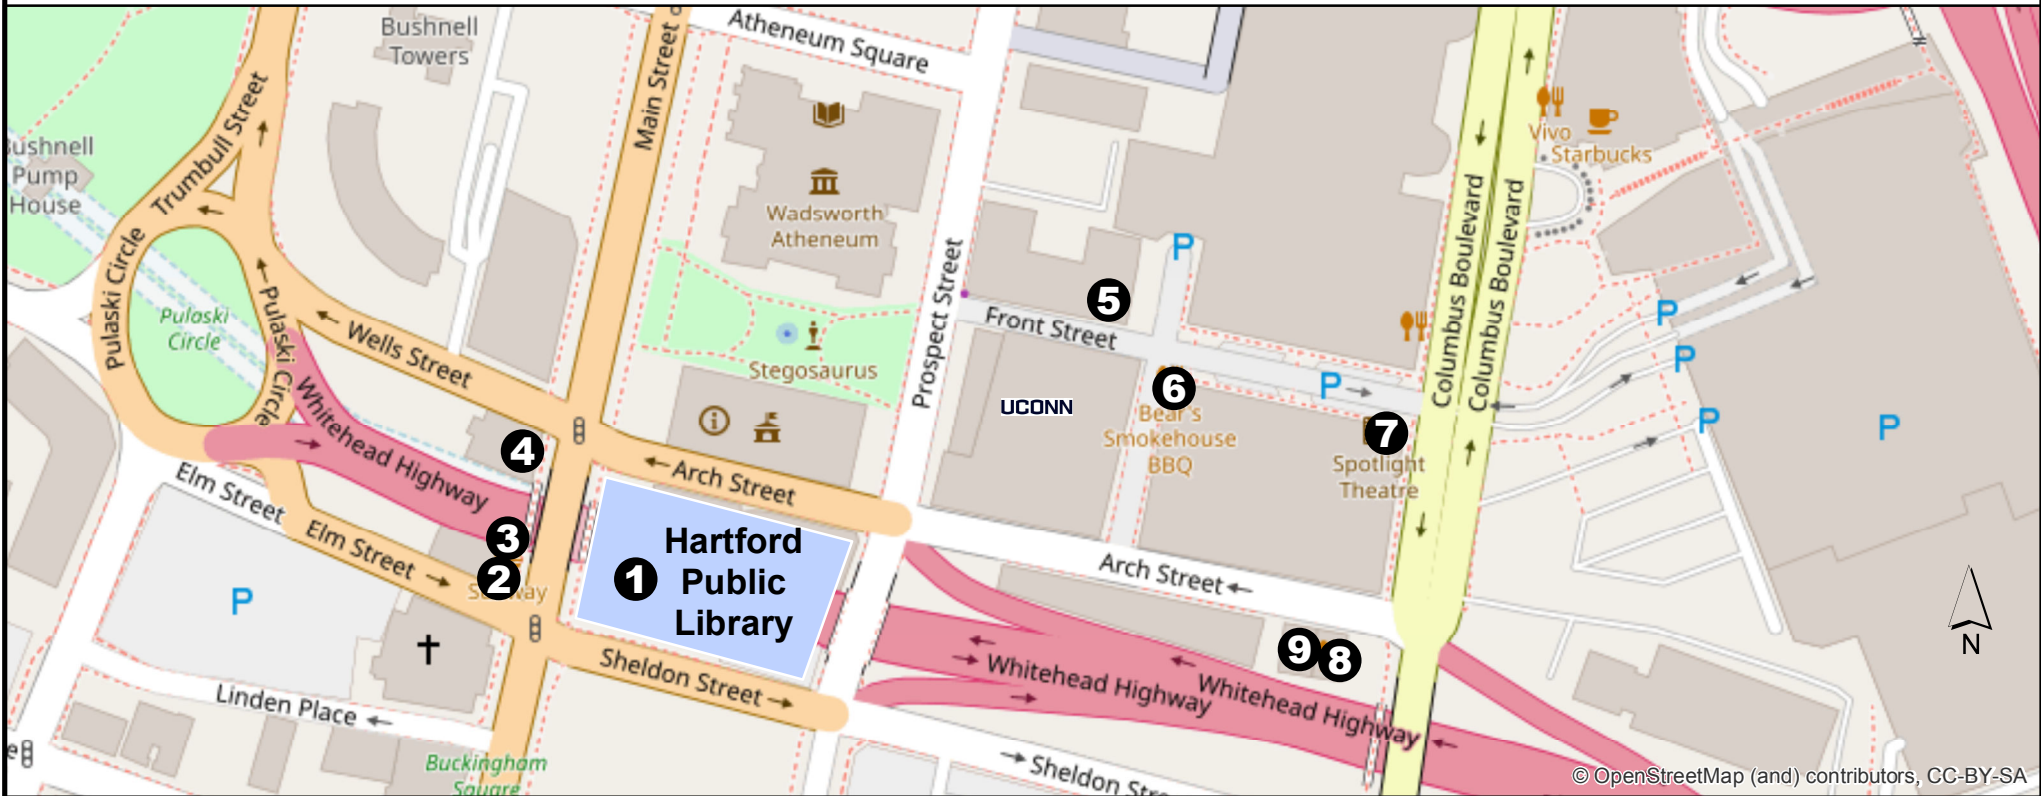 Bushnell
Towers
Main Street
Atheneum Square
Trumbull Street
Bushnell
Pump
House
Vivo
Starbucks
Wadsworth
Atheneum
Pulaski Circle
Pulaski
Circle
Pulaski Circle
Wells Street
Prospect Street
Columbus Boulevard
Columbus Boulevard
P
5
Front Street
Stegosaurus
P
P
P
P
P
UCONN
6
Bear's
Smokehouse
BBQ
7
Spotlight
Theatre
Whitehead Highway
4
Arch Street
Elm Street
Elm Street
3
2
P
1
Hartford
Public
Library
Arch Street
9
8
Whitehead Highway
Whitehead Highway
Sheldon Street
Linden Place
Buckingham
Square
Sheldon Stre
N
© OpenStreetMap (and) contributors, CC-BY-SA